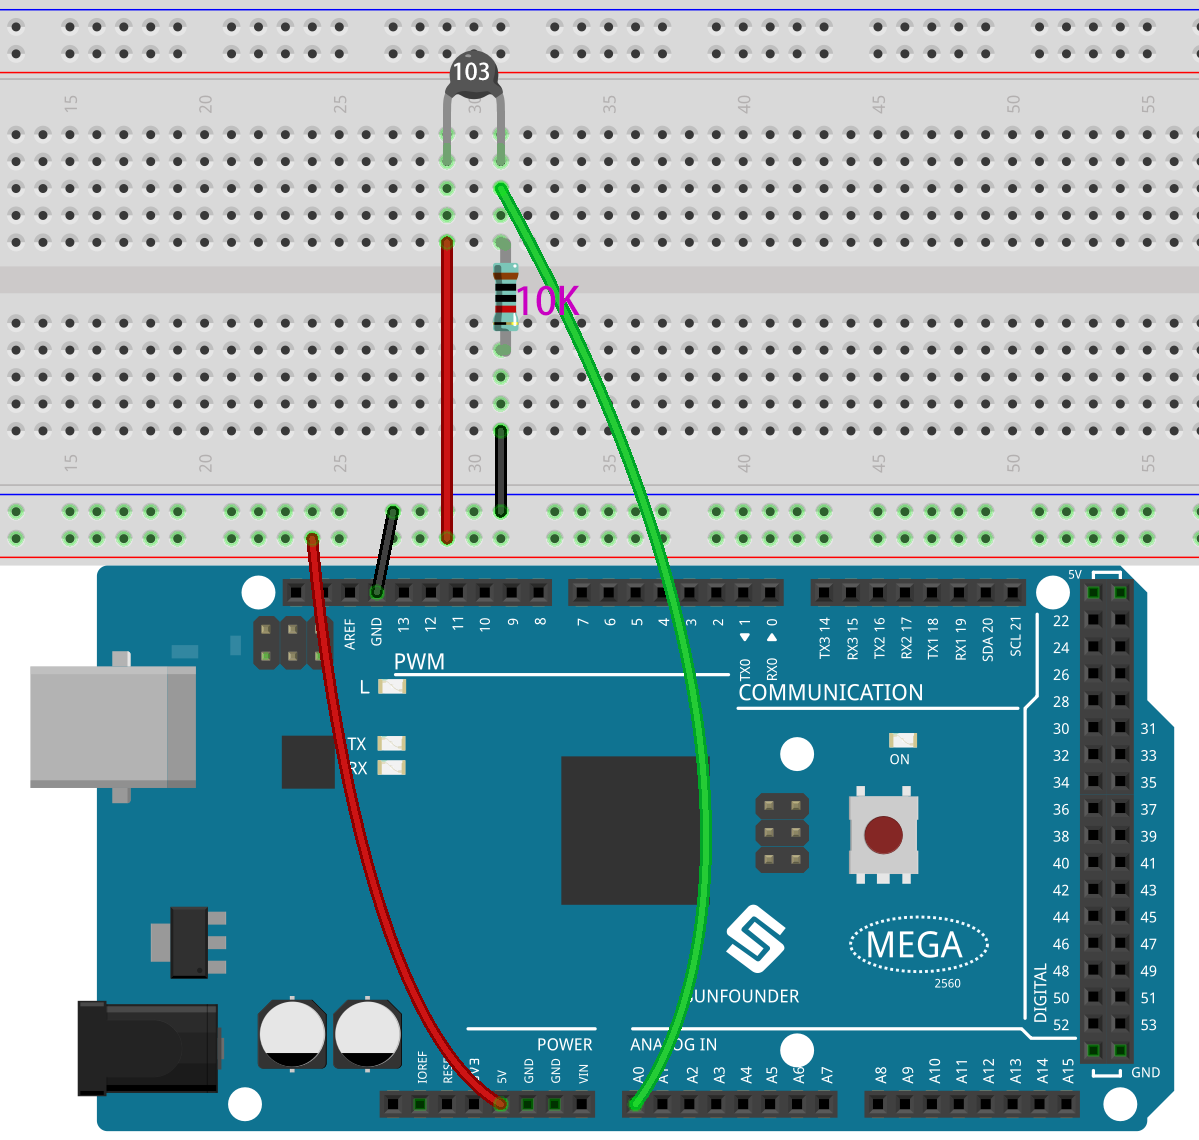 103
15 20 25 30 35 40 45 50 55
10K
15 20 25 30 35 40 45 50 55
5V
AREF GND 13 12 11 10 9 8 7 6 5 4 3 2 TX0 1 RX0 0 TX3 14 RX3 15 TX2 16 RX2 17 TX1 18 RX1 19 SDA 20 SCL 21
22
24
26
28
30 31
32 33
34 35
36 37
38 39
40 41
42 43
44 45
46 47
48 49
50 51
52 53
PWM
L
COMMUNICATION
TX
RX
ON
MEGA
2560
UNFOUNDER
DIGITAL
POWER
ANALOG IN
IOREF RESE 3V3 5V GND GND VIN A0 A1 A2 A3 A4 A5 A6 A7 A8 A9 A10 A11 A12 A13 A14 A15
GND